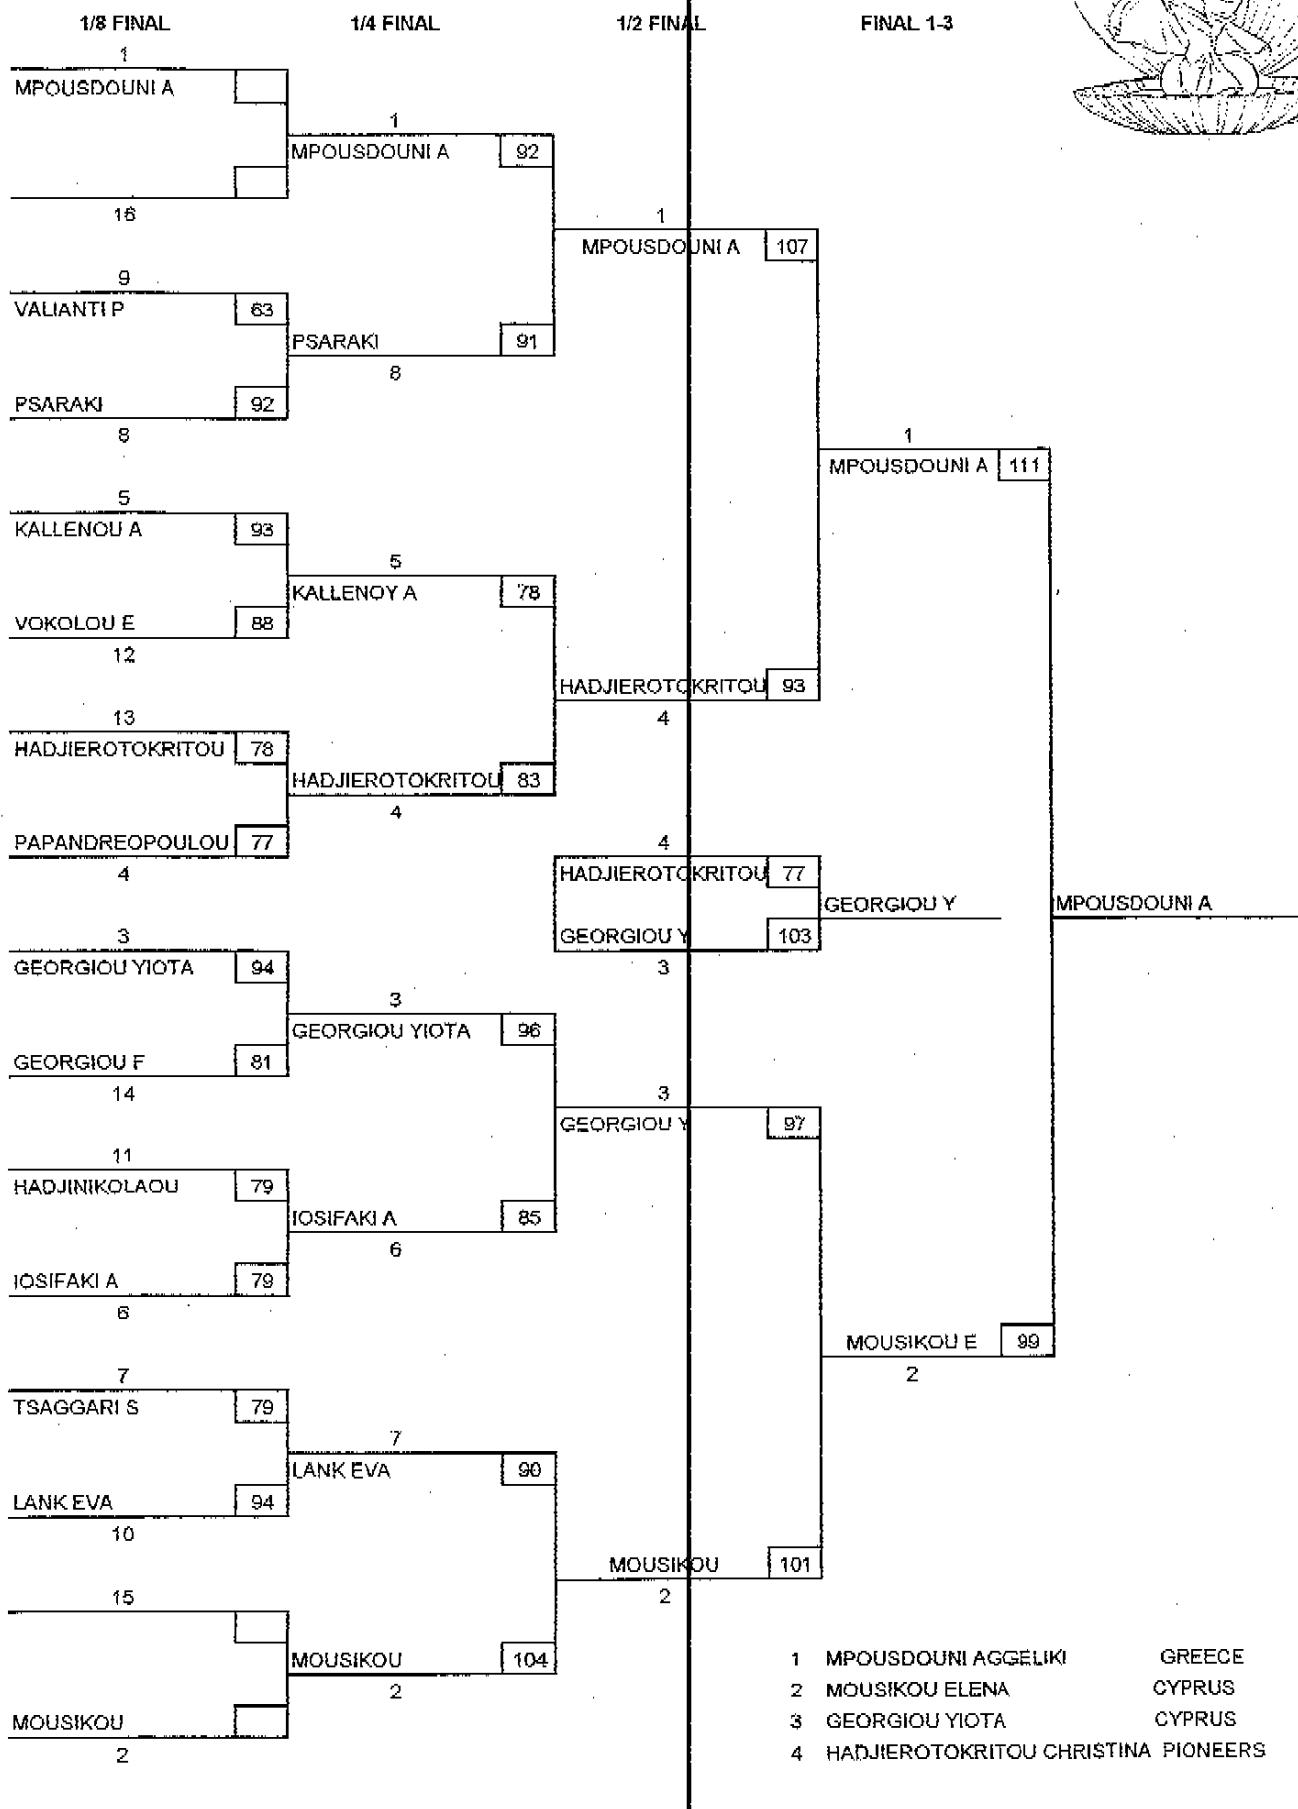 1/8 FINAL 1/4 FINAL 1/2 FINAL FINAL 1-3
1
MPOUSDOUNI A
1
MPOUSDOUNI A 92
16
1
MPOUSDOUNI A 107
9
VALIANTI P 63
PSARAKI 91
8
PSARAKI 92
8
1
MPOUSDOUNI A 111
5
KALLENOU A 93
5
KALLENOY A 78
VOKOLOU E 88
12
HADJIEROTOKRITOU 93
4
13
HADJIEROTOKRITOU 78
HADJIEROTOKRITOU 83
4
PAPANDREOPOULOU 77
4
4
HADJIEROTOKRITOU 77
GEORGIOU Y MPOUSDOUNI A
GEORGIOU Y 103
3
3
GEORGIOU YIOTA 94
3
GEORGIOU YIOTA 96
GEORGIOU F 81
14
3
GEORGIOU Y 97
11
HADJINIKOLAOU 79
IOSIFAKI A 85
6
IOSIFAKI A 79
6
MOUSIKOU E 99
2
7
TSAGGARI S 79
7
LANK EVA 90
LANK EVA 94
10
MOUSIKOU 101
2
15
MOUSIKOU 104
2
MOUSIKOU
2
1 MPOUSDOUNI AGGELIKI GREECE
2 MOUSIKOU ELENA CYPRUS
3 GEORGIOU YIOTA CYPRUS
4 HADJIEROTOKRITOU CHRISTINA PIONEERS